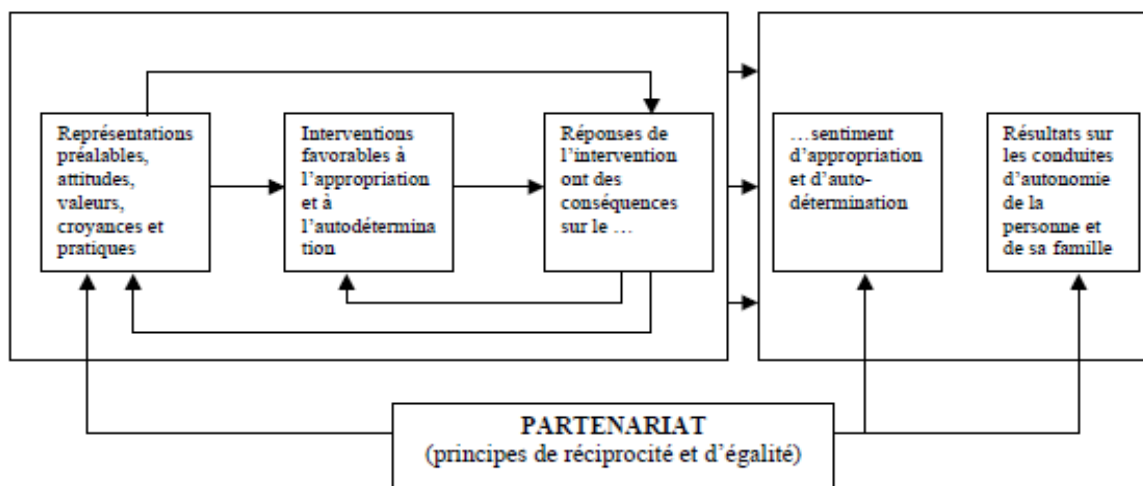 Représentations
préalables,
attitudes,
valeurs,
croyances et
pratiques
Interventions
favorables à
l'appropriation
et à
l'autodétermina
tion
Réponses de
l'intervention
ont des
conséquences
sur le …
…sentiment
d'appropriation
et d'auto-
détermination
Résultats sur
les conduites
d'autonomie
de la
personne et
de sa famille
PARTENARIAT
(principes de réciprocité et d'égalité)